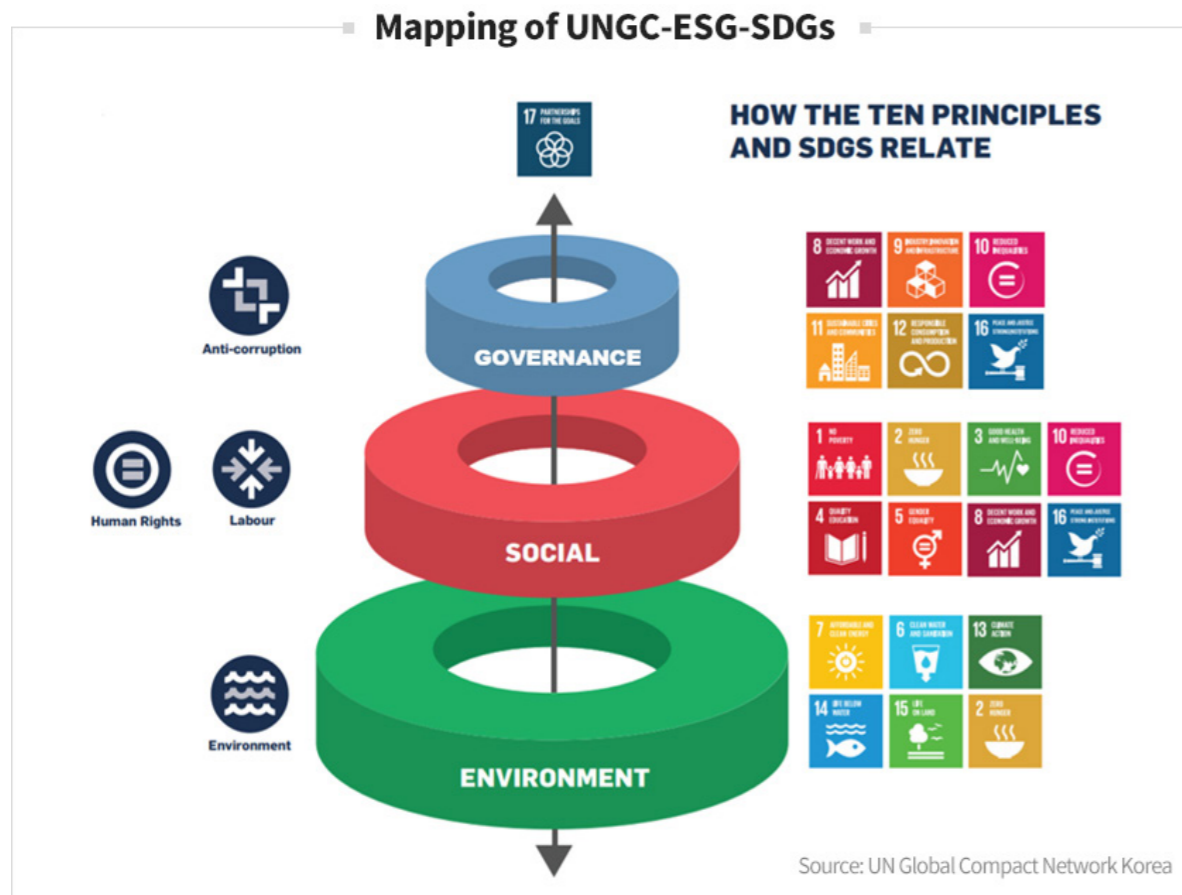 Mapping of UNGC-ESG-SDGs
HOW THE TEN PRINCIPLES
AND SDGS RELATE
17 PARTNERSHIPS
FOR THE GOALS
Anti-corruption
GOVERNANCE
8 DECENT WORK AND
ECONOMIC GROWTH
9 INDUSTRY, INNOVATION
AND INFRASTRUCTURE
10 REDUCED
INEQUALITIES
11 SUSTAINABLE CITIES
AND COMMUNITIES
12 RESPONSIBLE
CONSUMPTION
AND PRODUCTION
16 PEACE AND JUSTICE
STRONG INSTITUTIONS
Human Rights
Labour
SOCIAL
1 NO
POVERTY
2 ZERO
HUNGER
3 GOOD HEALTH
AND WELL-BEING
10 REDUCED
INEQUALITIES
4 QUALITY
EDUCATION
5 GENDER
EQUALITY
8 DECENT WORK AND
ECONOMIC GROWTH
16 PEACE AND JUSTICE
STRONG INSTITUTIONS
Environment
ENVIRONMENT
7 AFFORDABLE AND
CLEAN ENERGY
6 CLEAN WATER
AND SANITATION
13 CLIMATE
ACTION
14 LIFE BELOW
WATER
15 LIFE
ON LAND
2 ZERO
HUNGER
Source: UN Global Compact Network Korea